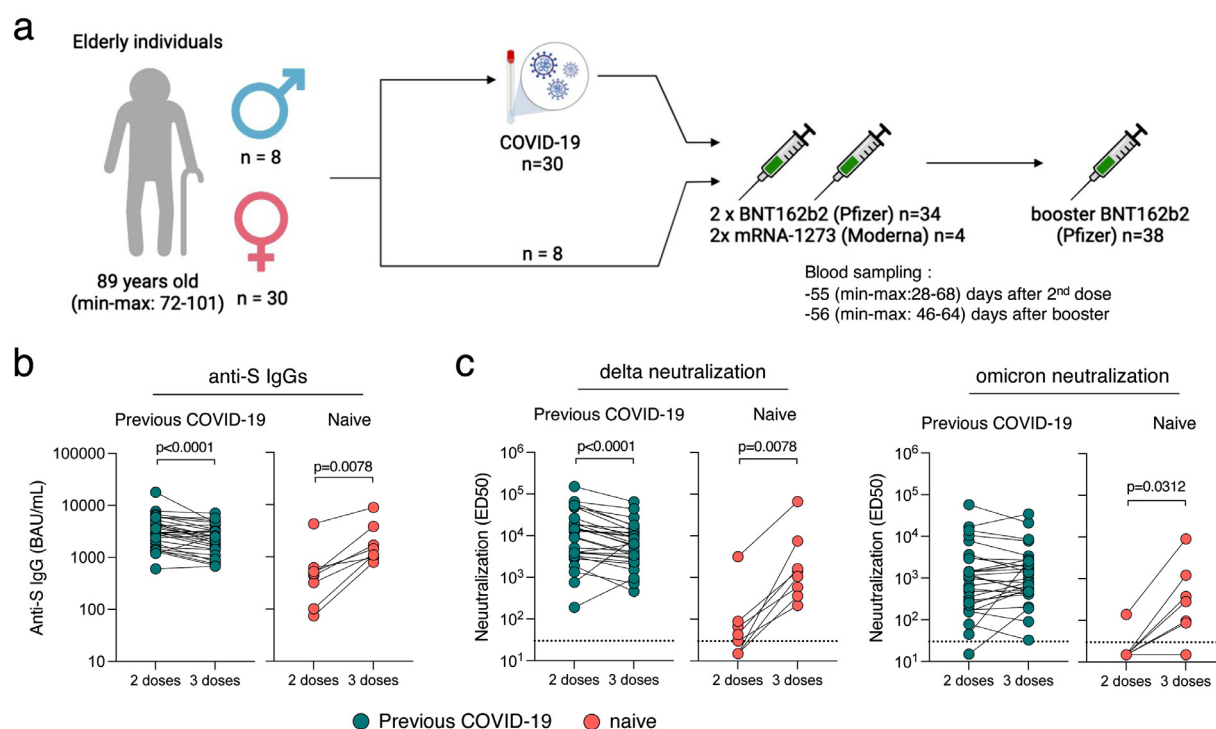 a
Elderly individuals
n = 8
n = 30
89 years old
(min-max: 72-101)
COVID-19
n=30
n = 8
2 x BNT162b2 (Pfizer) n=34
2x mRNA-1273 (Moderna) n=4
booster BNT162b2
(Pfizer) n=38
Blood sampling :
-55 (min-max:28-68) days after 2nd dose
-56 (min-max: 46-64) days after booster
b
anti-S IgGs
Previous COVID-19
Naive
p<0.0001
p=0.0078
Anti-S IgG (BAU/mL)
100000
10000
1000
100
10
2 doses
3 doses
2 doses
3 doses
c
delta neutralization
Previous COVID-19
Naive
p<0.0001
p=0.0078
Neuutralization (ED50)
10⁶
10⁵
10⁴
10³
10²
10¹
2 doses
3 doses
2 doses
3 doses
omicron neutralization
Previous COVID-19
Naive
p=0.0312
Neuutralization (ED50)
10⁶
10⁵
10⁴
10³
10²
10¹
2 doses
3 doses
2 doses
3 doses
Previous COVID-19
naive